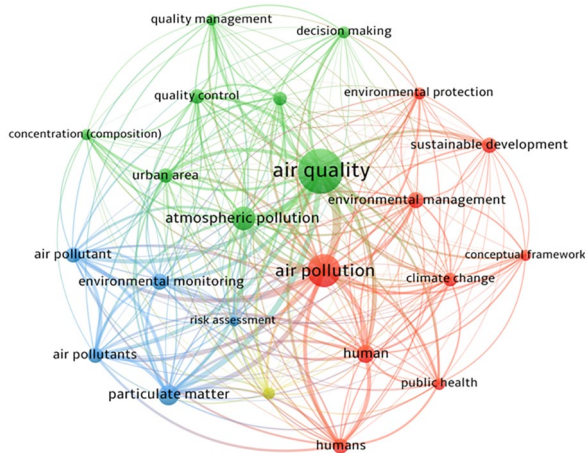 quality management
decision making
quality control
environmental protection
concentration (composition)
sustainable development
air quality
urban area
environmental management
atmospheric pollution
air pollutant
conceptual framework
air pollution
environmental monitoring
climate change
risk assessment
air pollutants
human
public health
particulate matter
humans